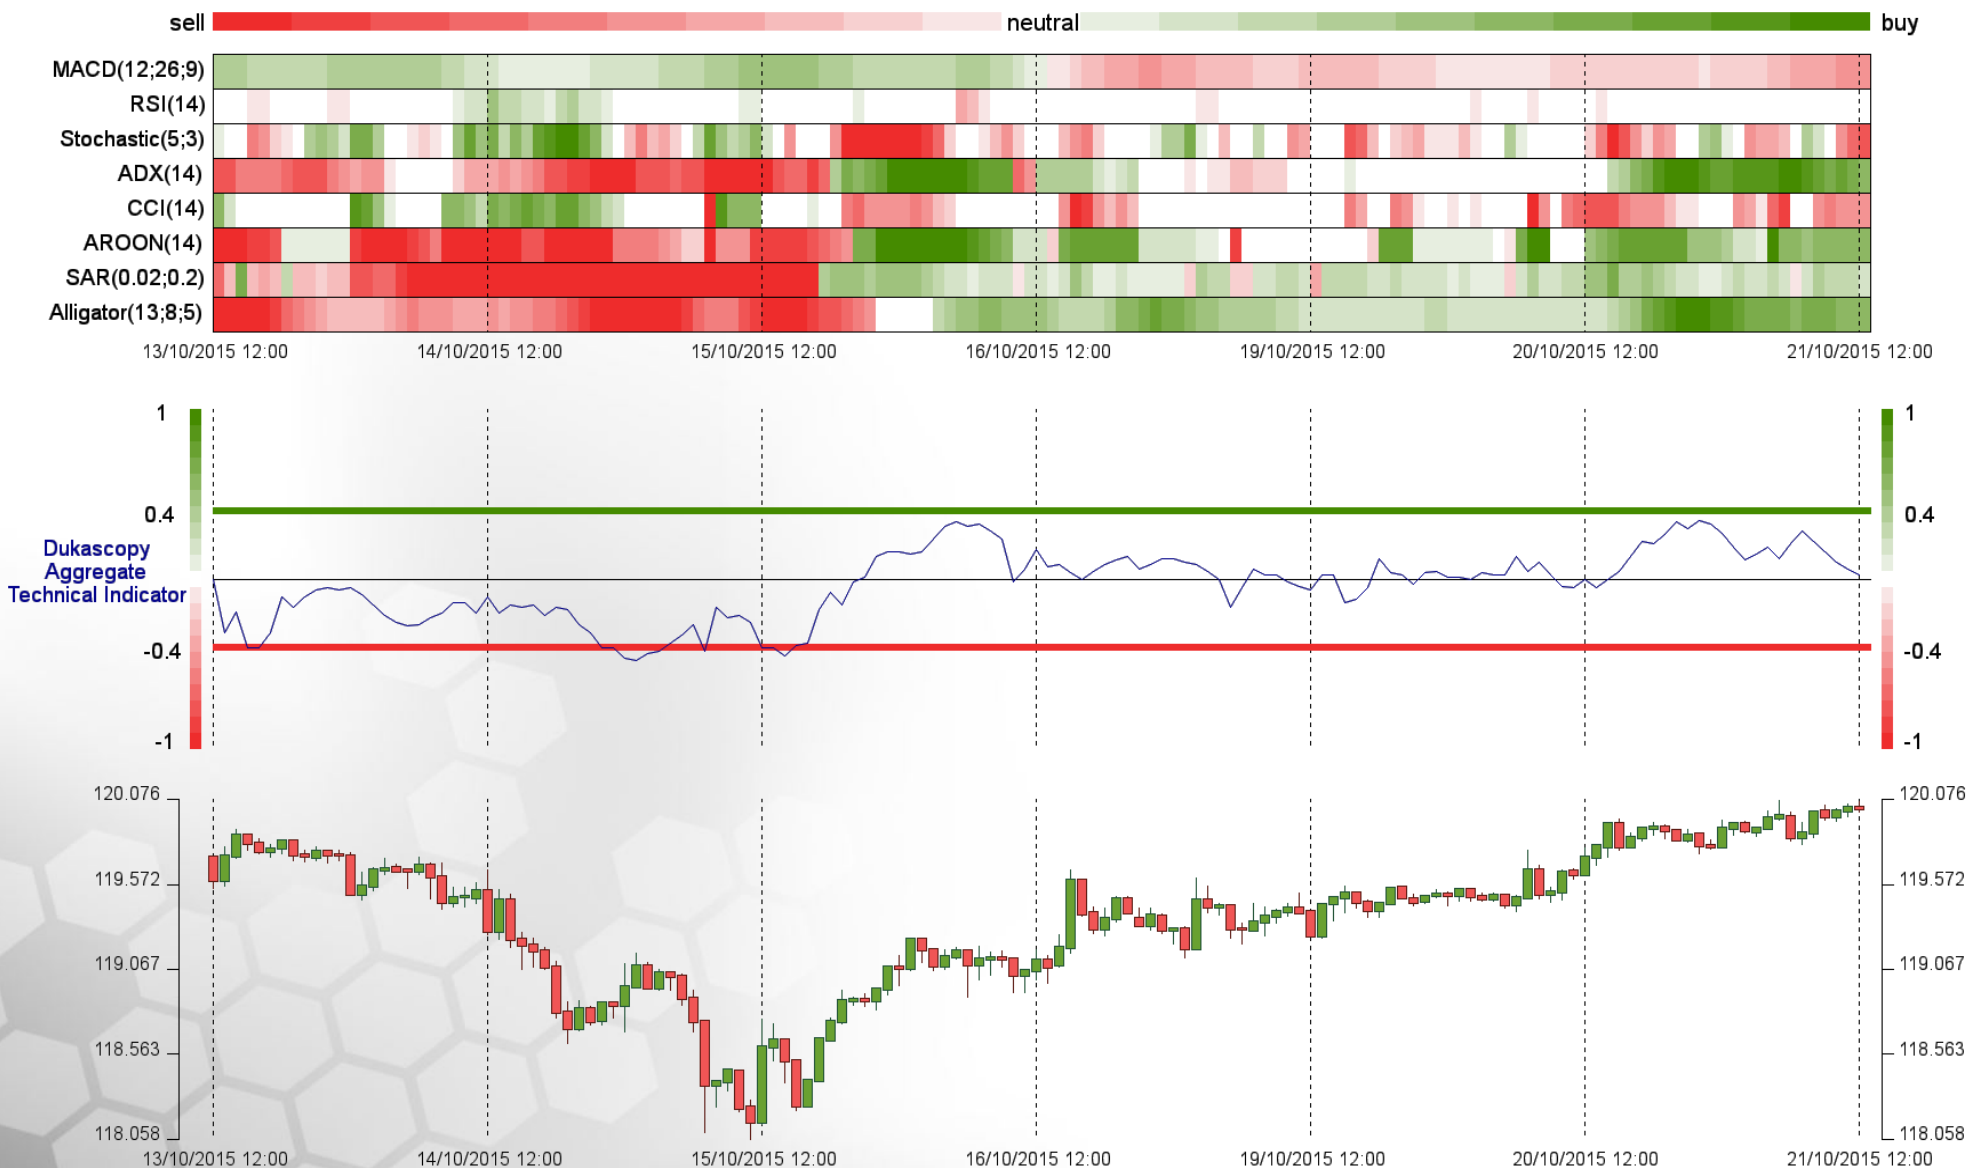 sell neutral buy
MACD(12;26;9)
RSI(14)
Stochastic(5;3)
ADX(14)
CCI(14)
AROON(14)
SAR(0.02;0.2)
Alligator(13;8;5)
13/10/2015 12:00 14/10/2015 12:00 15/10/2015 12:00 16/10/2015 12:00 19/10/2015 12:00 20/10/2015 12:00 21/10/2015 12:00
1 1
0.4 0.4
Dukascopy
Aggregate
Technical Indicator
-0.4 -0.4
-1 -1
120.076 120.076
119.572 119.572
119.067 119.067
118.563 118.563
118.058 118.058
13/10/2015 12:00 14/10/2015 12:00 15/10/2015 12:00 16/10/2015 12:00 19/10/2015 12:00 20/10/2015 12:00 21/10/2015 12:00